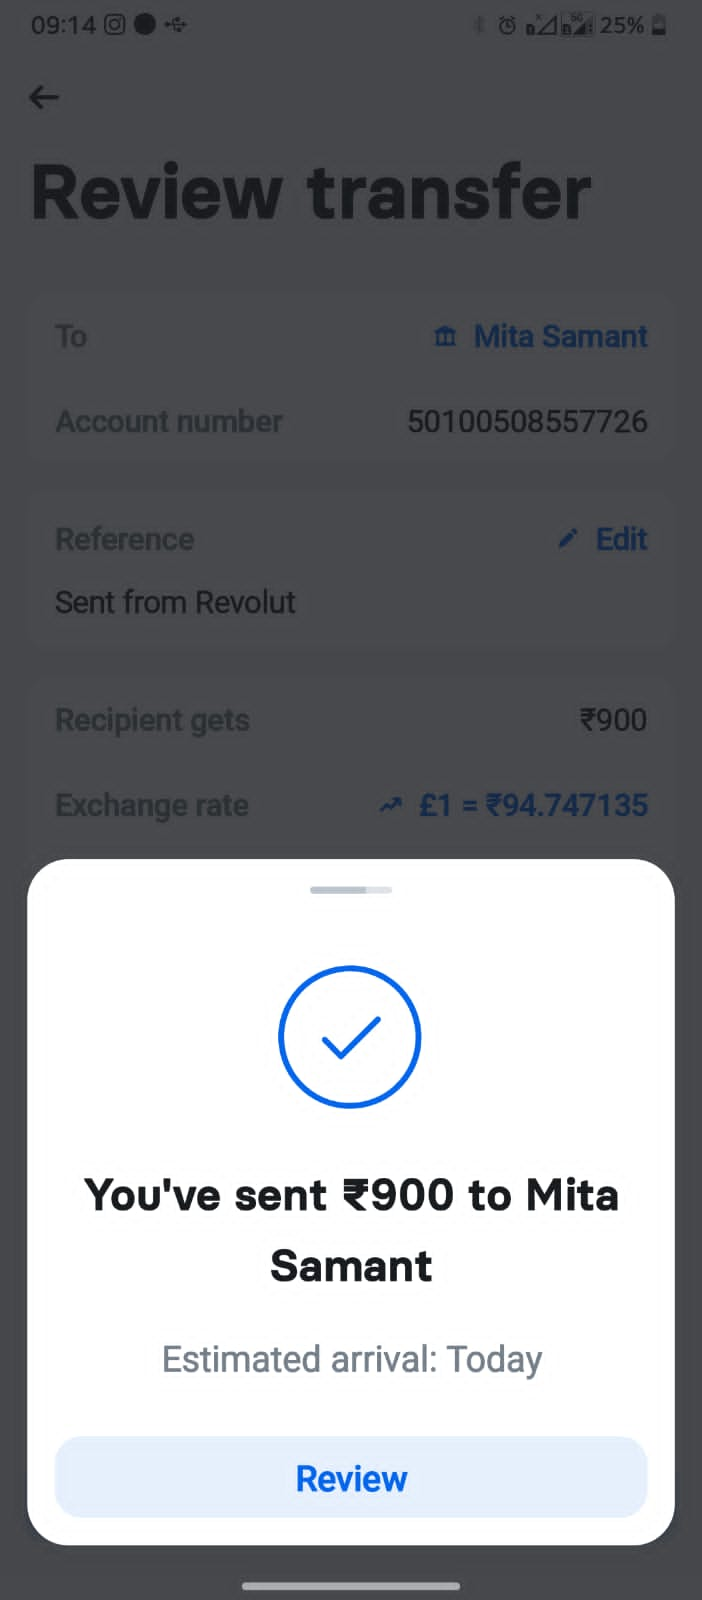 09:14 25%
Review transfer
To Mita Samant
Account number 50100508557726
Reference Edit
Sent from Revolut
Recipient gets ₹900
Exchange rate £1 = ₹94.747135
You've sent ₹900 to Mita
Samant
Estimated arrival: Today
Review